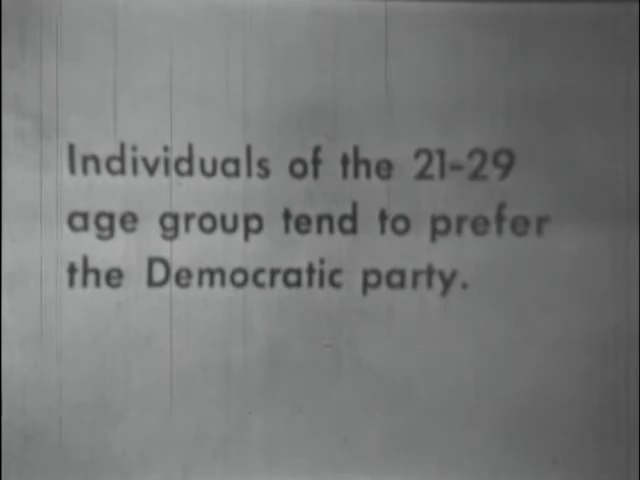 Individuals of the 21-29
age group tend to prefer
the Democratic party.